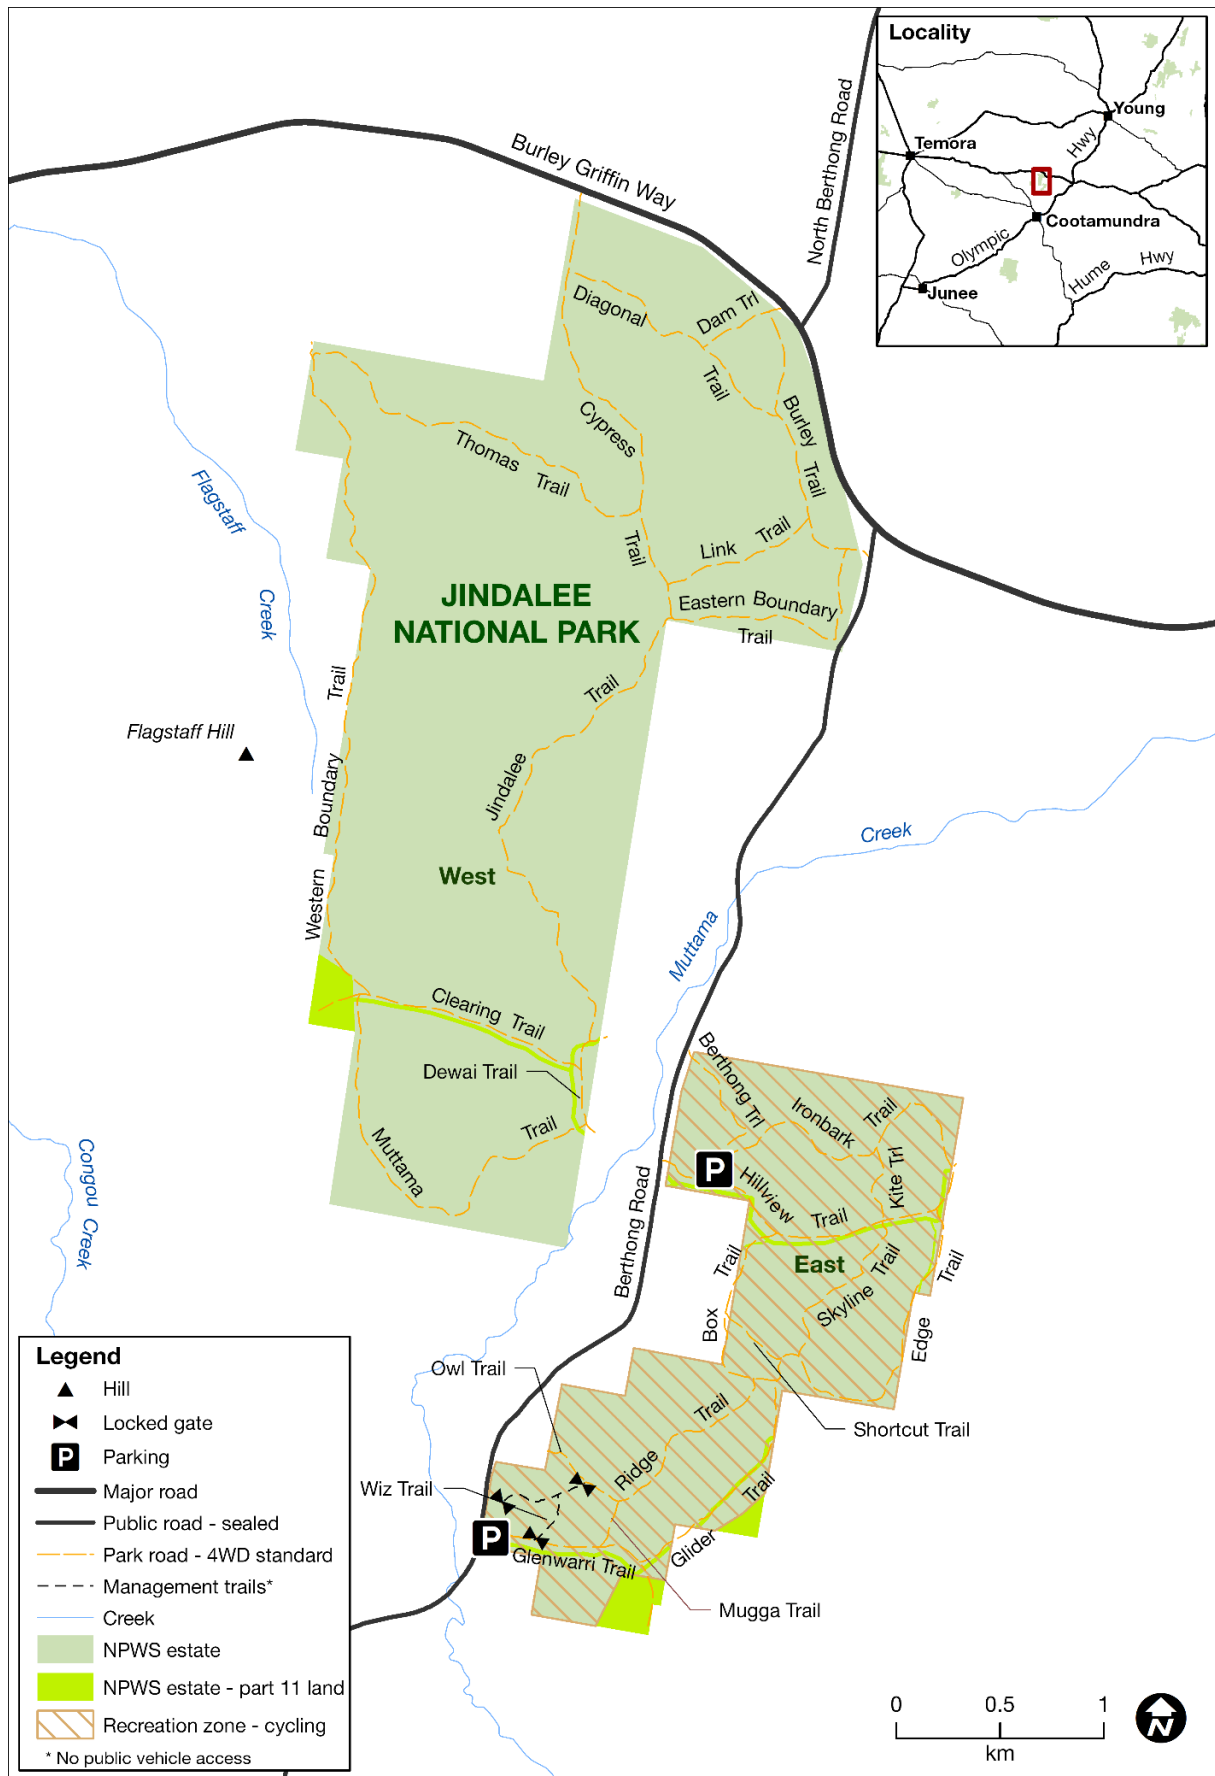 Locality
Young
Hwy
Temora
Cootamundra
Olympic
Hume
Hwy
Junee
Burley Griffin Way
North Berthong Road
Diagonal
Dam Trl
Trail
Burley
Trail
Cypress
Trail
Thomas
Trail
Link
Trail
Flagstaff
Creek
JINDALEE
NATIONAL PARK
Eastern Boundary
Trail
Trail
Jindalee
Flagstaff Hill
Western
Boundary
Trail
West
Creek
Muttama
Clearing
Trail
Dewai Trail
Trail
Muttama
Congou
Creek
Berthong Road
Berthong Trl
Ironbark
Trail
Kite Trl
P
Hillview
Trail
East
Box
Trail
Skyline
Trail
Edge
Trail
Shortcut Trail
Owl Trail
Ridge
Trail
Wiz Trail
P
Glenwarri Trail
Glider
Trail
Mugga Trail
Legend
Hill
Locked gate
P
Parking
Major road
Public road - sealed
Park road - 4WD standard
Management trails*
Creek
NPWS estate
NPWS estate - part 11 land
Recreation zone - cycling
* No public vehicle access
0 0.5 1
km
N